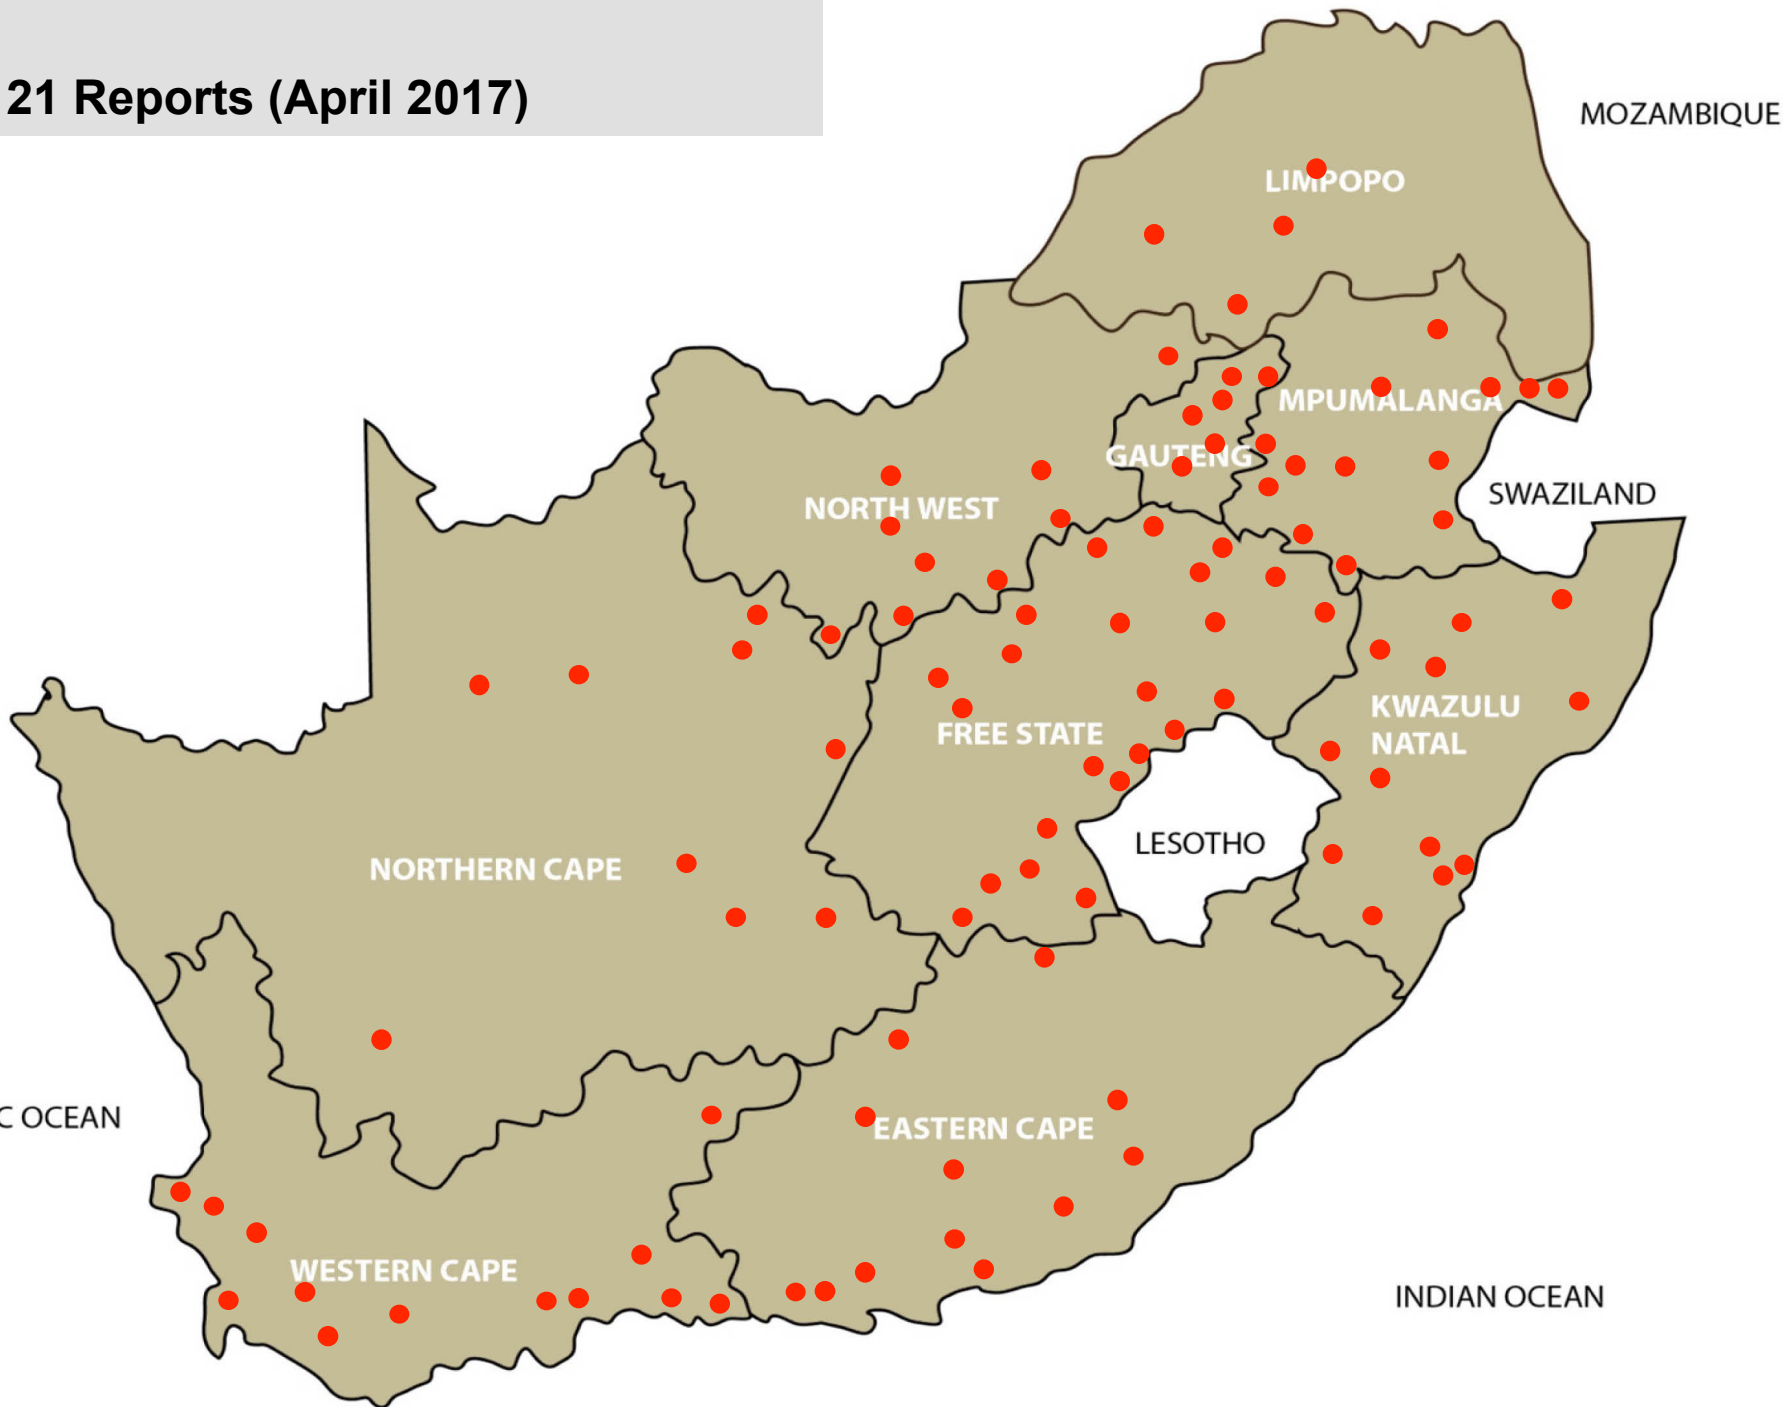 21 Reports (April 2017)
MOZAMBIQUE
LIMPOPO
MPUMALANGA
GAUTENG
SWAZILAND
NORTH WEST
KWAZULU
NATAL
FREE STATE
LESOTHO
NORTHERN CAPE
C OCEAN
EASTERN CAPE
WESTERN CAPE
INDIAN OCEAN